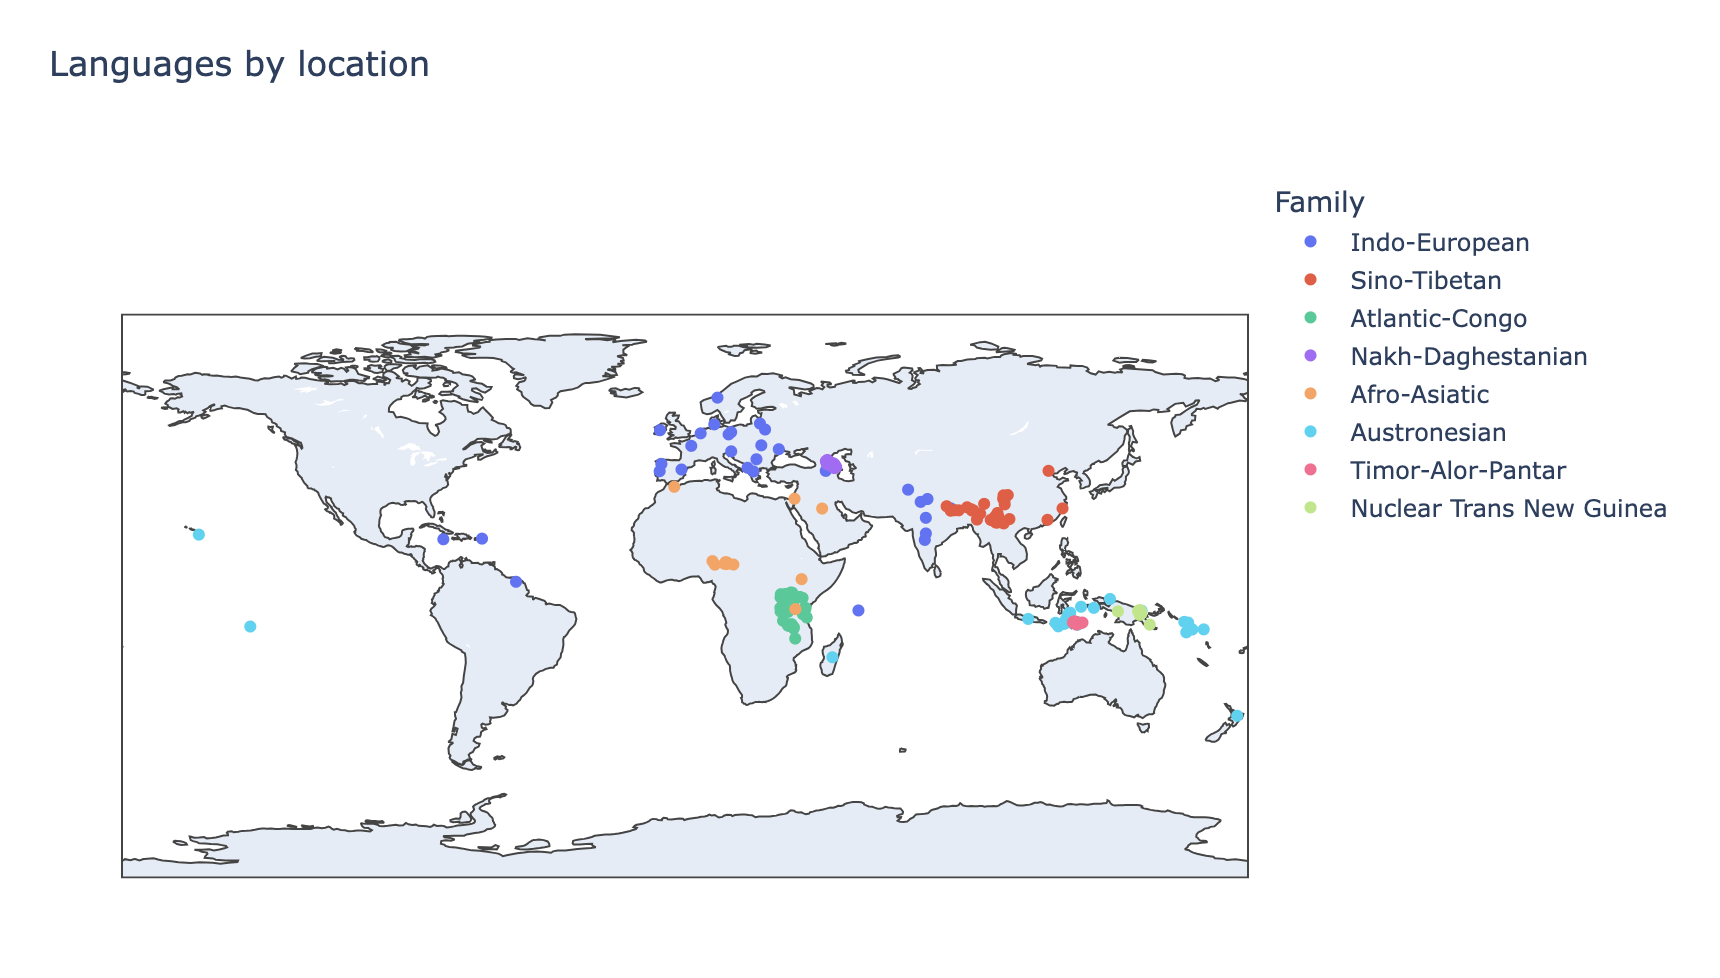 Languages by location
Family
Indo-European
Sino-Tibetan
Atlantic-Congo
Nakh-Daghestanian
Afro-Asiatic
Austronesian
Timor-Alor-Pantar
Nuclear Trans New Guinea